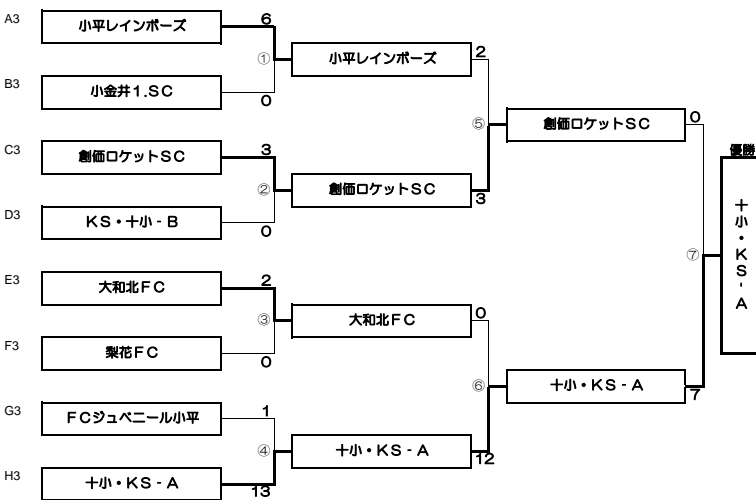 A3 小平レインボーズ 6
① 小平レインボーズ 2
B3 小金井1.SC 0
⑤ 創価ロケットSC 0
C3 創価ロケットSC 3
② 創価ロケットSC 3
D3 KS・十小-B 0
優勝
十小・KS-A
⑦
E3 大和北FC 2
③ 大和北FC 0
F3 梨花FC 0
⑥ 十小・KS-A 7
G3 FCジュベニール小平 1
④ 十小・KS-A 12
H3 十小・KS-A 13